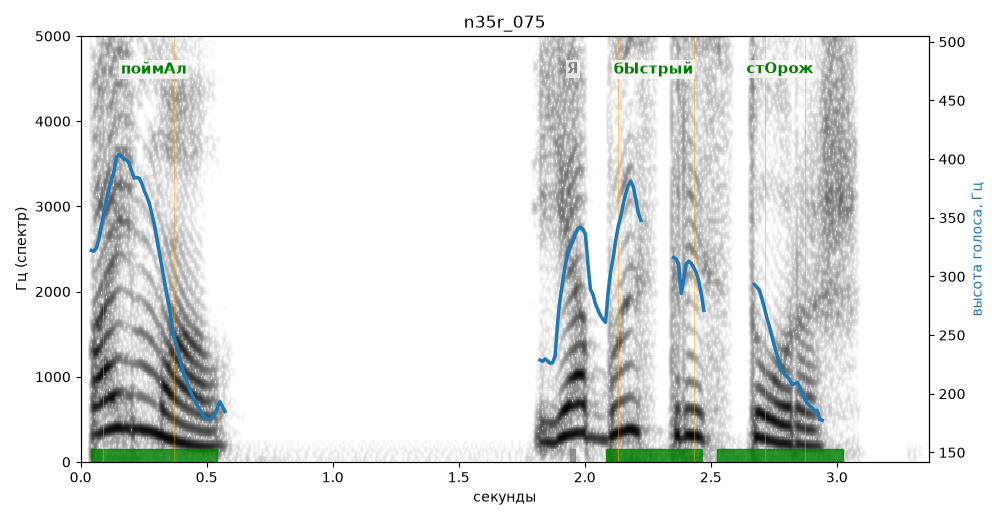 n35r_075
5000
4000
3000
2000
1000
0
Гц (спектр)
поймАл
Я
бЫстрый
стОрож
500
450
400
350
300
250
200
150
высота голоса, Гц
0.0 0.5 1.0 1.5 2.0 2.5 3.0
секунды